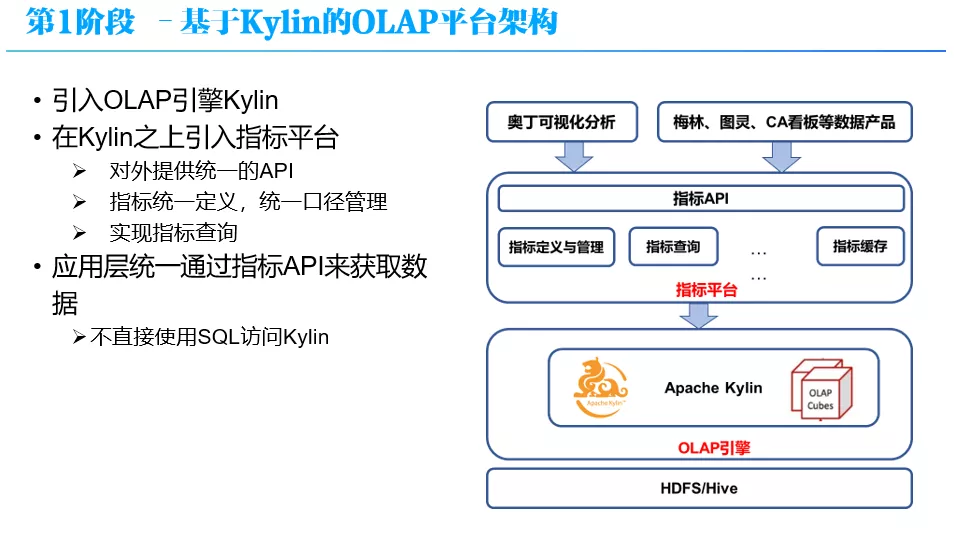 第1阶段 – 基于Kylin的OLAP平台架构
• 引入OLAP引擎Kylin
• 在Kylin之上引入指标平台
➢ 对外提供统一的API
➢ 指标统一定义，统一口径管理
➢ 实现指标查询
• 应用层统一通过指标API来获取数
据
➢不直接使用SQL访问Kylin
奥丁可视化分析
梅林、图灵、CA看板等数据产品
指标API
指标定义与管理
指标查询
…
…
指标缓存
指标平台
Apache Kylin™
Apache Kylin
OLAP
Cubes
OLAP引擎
HDFS/Hive